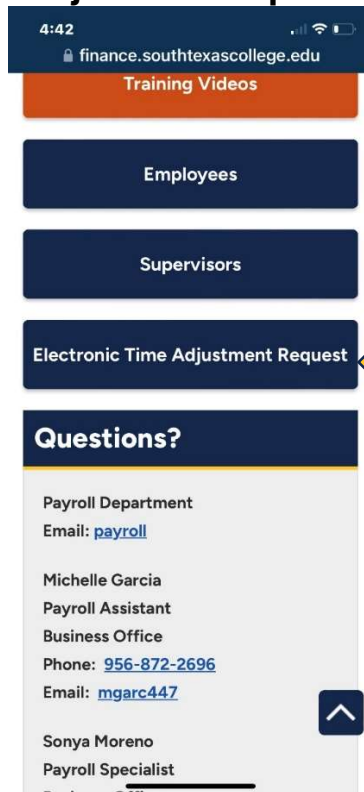 4:42
finance.southtexascollege.edu
Training Videos
Employees
Supervisors
Electronic Time Adjustment Request
Questions?
Payroll Department
Email: payroll
Michelle Garcia
Payroll Assistant
Business Office
Phone: 956-872-2696
Email: mgarc447
Sonya Moreno
Payroll Specialist